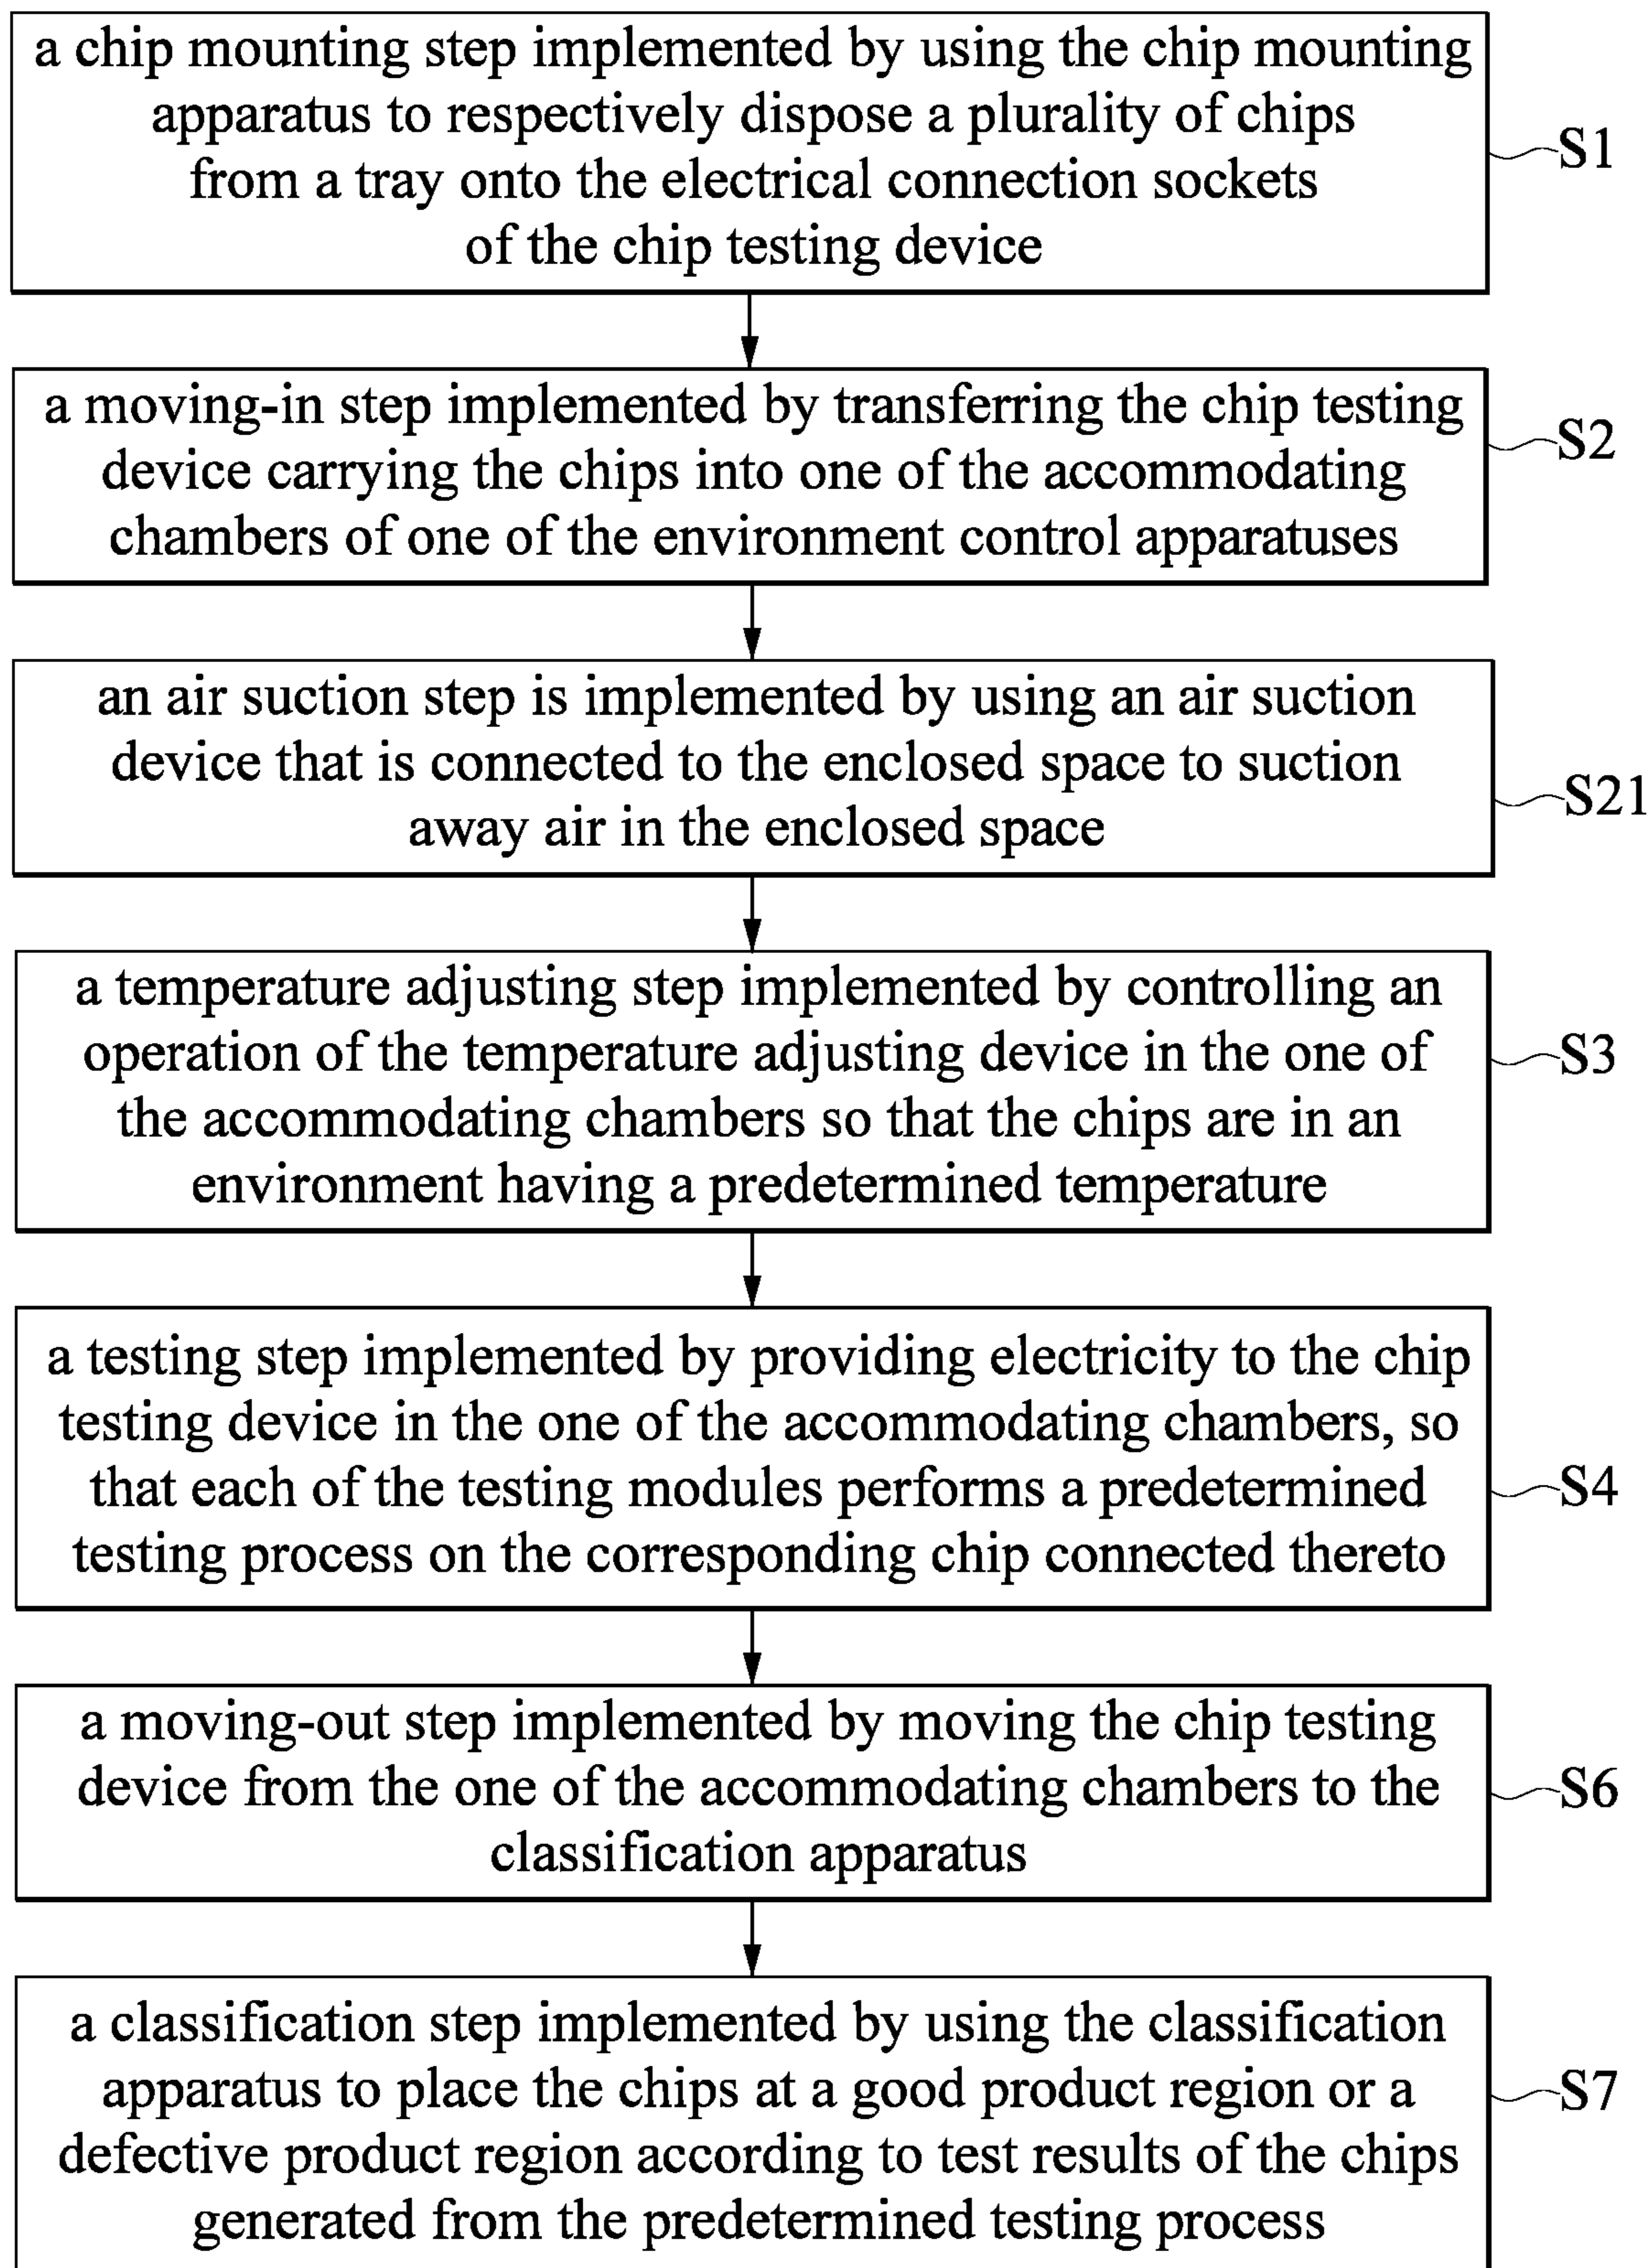 a chip mounting step implemented by using the chip mounting
apparatus to respectively dispose a plurality of chips
from a tray onto the electrical connection sockets
of the chip testing device
S1
a moving-in step implemented by transferring the chip testing
device carrying the chips into one of the accommodating
chambers of one of the environment control apparatuses
S2
an air suction step is implemented by using an air suction
device that is connected to the enclosed space to suction
away air in the enclosed space
S21
a temperature adjusting step implemented by controlling an
operation of the temperature adjusting device in the one of
the accommodating chambers so that the chips are in an
environment having a predetermined temperature
S3
a testing step implemented by providing electricity to the chip
testing device in the one of the accommodating chambers, so
that each of the testing modules performs a predetermined
testing process on the corresponding chip connected thereto
S4
a moving-out step implemented by moving the chip testing
device from the one of the accommodating chambers to the
classification apparatus
S6
a classification step implemented by using the classification
apparatus to place the chips at a good product region or a
defective product region according to test results of the chips
generated from the predetermined testing process
S7